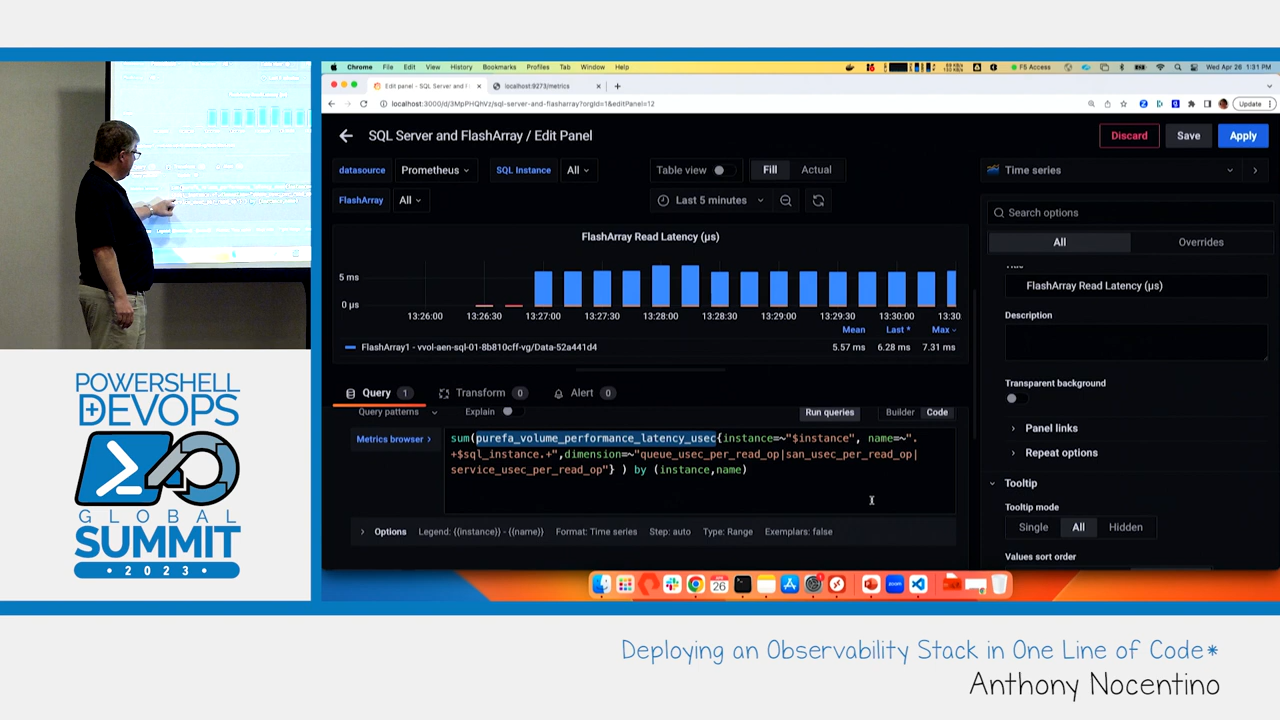 Chrome File Edit View History Bookmarks Profiles Tab Window Help
F5 Access
Wed Apr 26 1:31 PM
Edit panel - SQL Server and F
localhost:9273/metrics
localhost:3000/d/3MpPHQhVz/sql-server-and-flasharray?orgId=1&editPanel=12
Update
SQL Server and FlashArray / Edit Panel
Discard
Save
Apply
datasource
Prometheus
SQL Instance
All
Table view
Fill
Actual
Time series
FlashArray
All
Last 5 minutes
Search options
All
Overrides
FlashArray Read Latency (µs)
5 ms
0 µs
13:26:00 13:26:30 13:27:00 13:27:30 13:28:00 13:28:30 13:29:00 13:29:30 13:30:00 13:30
Mean Last * Max
FlashArray1 - vvol-aen-sql-01-8b810cff-vg/Data-52a441d4 5.57 ms 6.28 ms 7.31 ms
Title
FlashArray Read Latency (µs)
Description
Transparent background
Panel links
Repeat options
Tooltip
Tooltip mode
Single
All
Hidden
Values sort order
Query 1
Transform 0
Alert 0
Query patterns
Explain
Run queries
Builder
Code
Metrics browser >
sum(purefa_volume_performance_latency_usec{instance=~"$instance", name=~".
+$sql_instance.+",dimension=~"queue_usec_per_read_op|san_usec_per_read_op|
service_usec_per_read_op"} ) by (instance,name)
Options Legend: {{instance}} - {{name}} Format: Time series Step: auto Type: Range Exemplars: false
POWERSHELL
+DEVOPS
GLOBAL
SUMMIT
• 2023 •
Deploying an Observability Stack in One Line of Code*
Anthony Nocentino